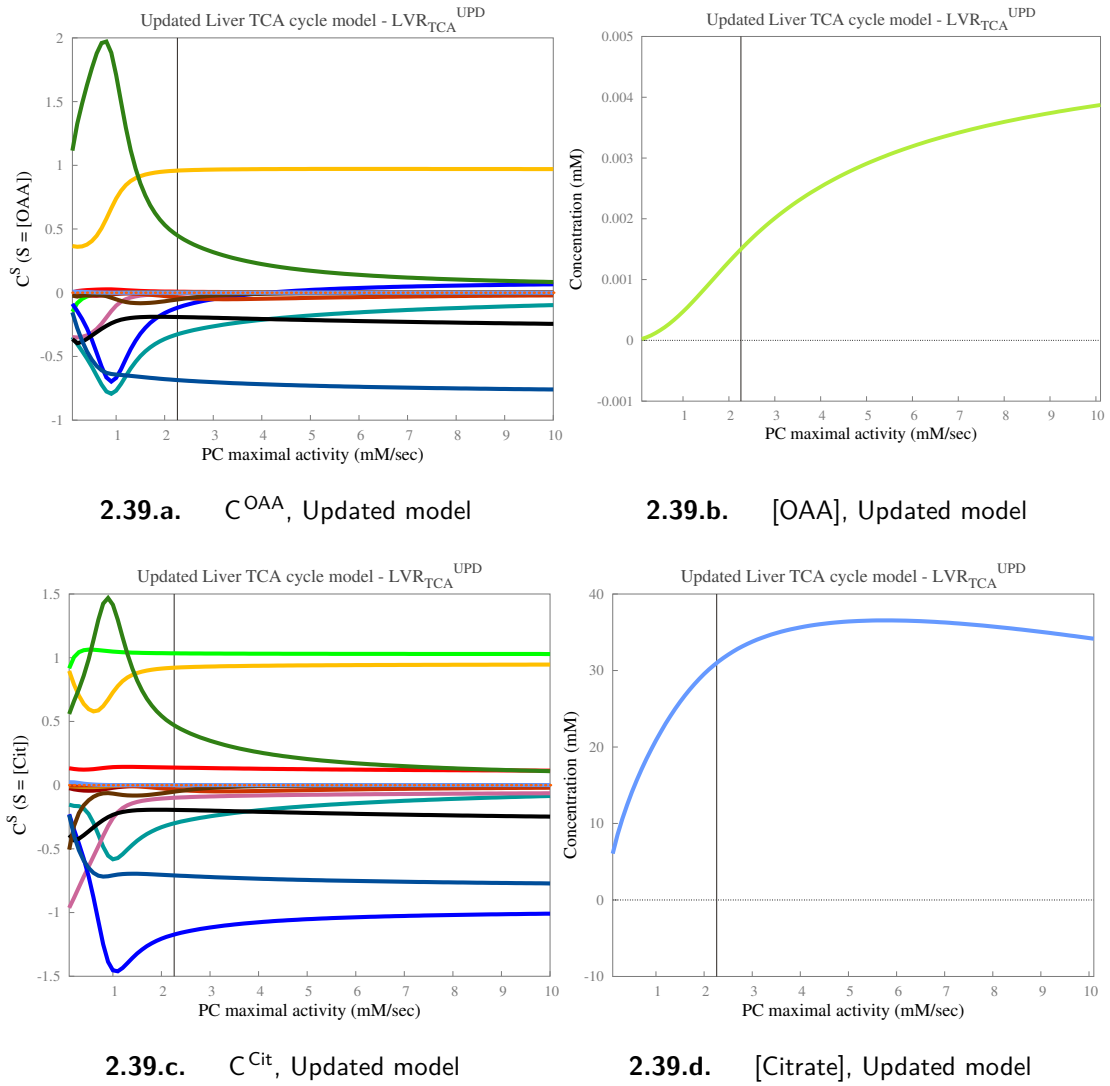 Updated Liver TCA cycle model - LVR_TCA^UPD
2
1.5
1
0.5
0
-0.5
-1
C^S (S = [OAA])
1 2 3 4 5 6 7 8 9 10
PC maximal activity (mM/sec)
2.39.a. C^OAA, Updated model
Updated Liver TCA cycle model - LVR_TCA^UPD
0.005
0.004
0.003
0.002
0.001
0
-0.001
Concentration (mM)
1 2 3 4 5 6 7 8 9 10
PC maximal activity (mM/sec)
2.39.b. [OAA], Updated model
Updated Liver TCA cycle model - LVR_TCA^UPD
1.5
1
0.5
0
-0.5
-1
-1.5
C^S (S = [Cit])
1 2 3 4 5 6 7 8 9 10
PC maximal activity (mM/sec)
2.39.c. C^Cit, Updated model
Updated Liver TCA cycle model - LVR_TCA^UPD
40
30
20
10
0
-10
Concentration (mM)
1 2 3 4 5 6 7 8 9 10
PC maximal activity (mM/sec)
2.39.d. [Citrate], Updated model